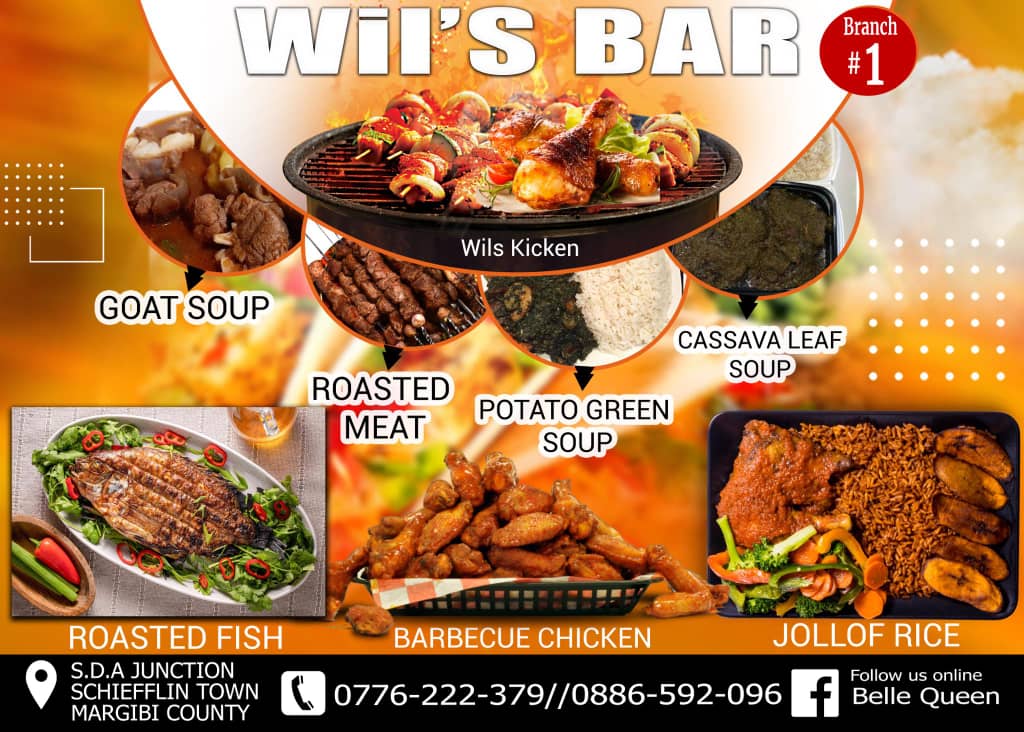 Wil'S BAR
Branch
#1
Wils Kicken
GOAT SOUP
ROASTED
MEAT
POTATO GREEN
SOUP
CASSAVA LEAF
SOUP
ROASTED FISH
BARBECUE CHICKEN
JOLLOF RICE
S.D.A JUNCTION
SCHIEFFLIN TOWN
MARGIBI COUNTY
0776-222-379//0886-592-096
Follow us online
Belle Queen